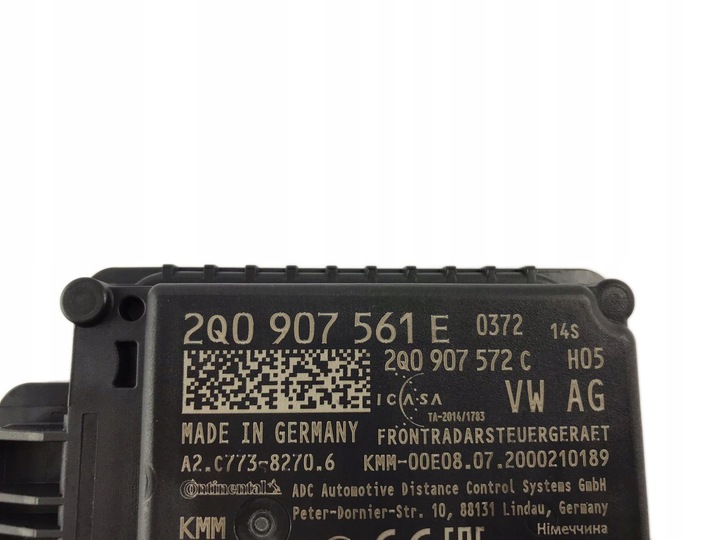 2Q0 907 561 E 0372 14S
2Q0 907 572 C H05
ICASA
TA-2014/1783
VW AG
MADE IN GERMANY FRONTRADARSTEUERGERAET
A2.C773-8270.6 KMM-00E08.07.2000210189
Continental ADC Automotive Distance Control Systems GmbH
Peter-Dornier-Str. 10, 88131 Lindau, Germany
KMM Німеччина